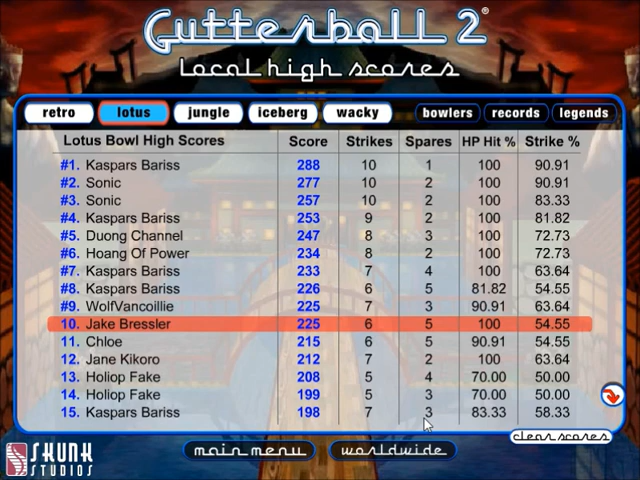 Gutterball 2®
local high scores
retro lotus jungle iceberg wacky bowlers records legends
Lotus Bowl High Scores Score Strikes Spares HP Hit % Strike %
#1. Kaspars Bariss 288 10 1 100 90.91
#2. Sonic 277 10 2 100 90.91
#3. Sonic 257 10 2 100 83.33
#4. Kaspars Bariss 253 9 2 100 81.82
#5. Duong Channel 247 8 3 100 72.73
#6. Hoang Of Power 234 8 2 100 72.73
#7. Kaspars Bariss 233 7 4 100 63.64
#8. Kaspars Bariss 226 6 5 81.82 54.55
#9. WolfVancoillie 225 7 3 90.91 63.64
10. Jake Bressler 225 6 5 100 54.55
11. Chloe 215 6 5 90.91 54.55
12. Jane Kikoro 212 7 2 100 63.64
13. Holiop Fake 208 5 4 70.00 50.00
14. Holiop Fake 199 5 3 70.00 50.00
15. Kaspars Bariss 198 7 3 83.33 58.33
clear scores
SKUNK STUDIOS main menu worldwide